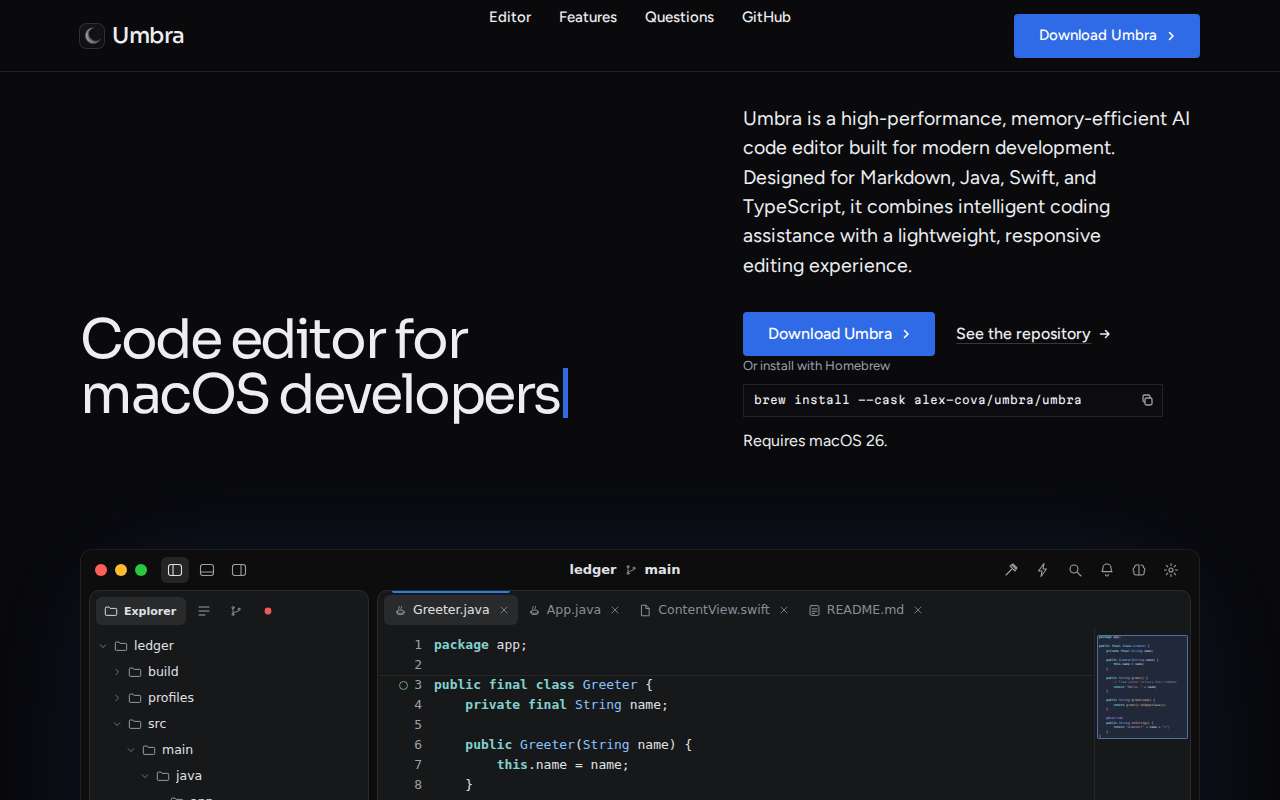 Umbra
Editor Features Questions GitHub
Download Umbra
Umbra is a high-performance, memory-efficient AI
code editor built for modern development.
Designed for Markdown, Java, Swift, and
TypeScript, it combines intelligent coding
assistance with a lightweight, responsive
editing experience.
Code editor for
macOS developers
Download Umbra
See the repository →
Or install with Homebrew
brew install --cask alex-cova/umbra/umbra
Requires macOS 26.
ledger main
Explorer
ledger
build
profiles
src
main
java
Greeter.java App.java ContentView.swift README.md
1 package app;
2
3 public final class Greeter {
4 private final String name;
5
6 public Greeter(String name) {
7 this.name = name;
8 }